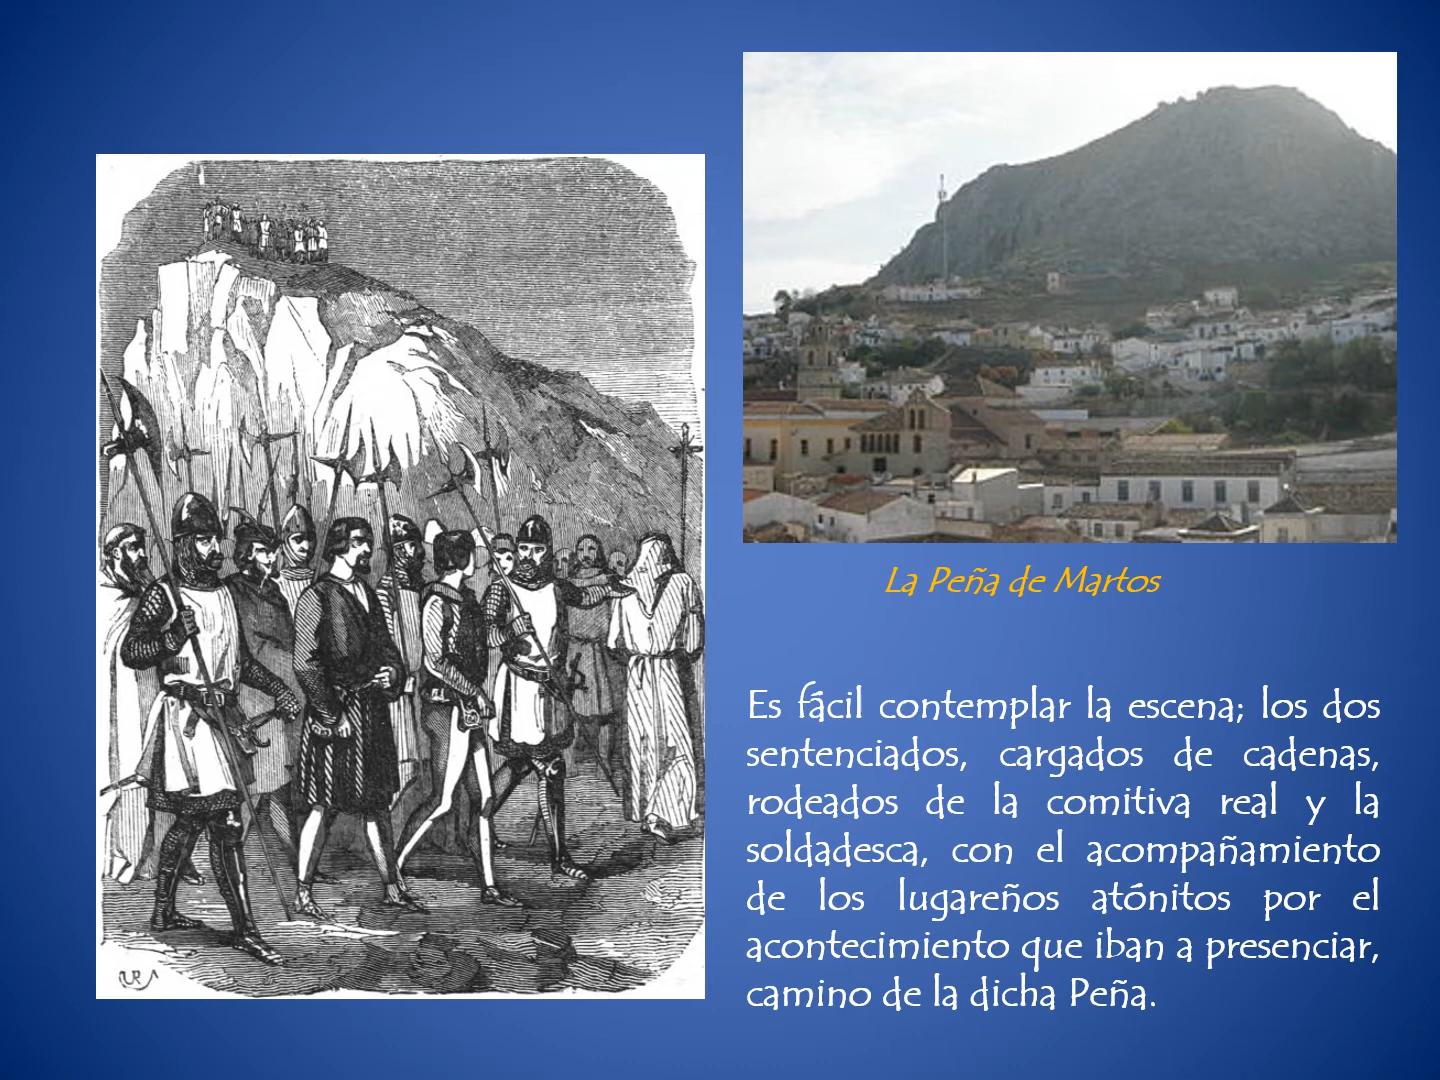 La Peña de Martos
Es fácil contemplar la escena; los dos
sentenciados, cargados de cadenas,
rodeados de la comitiva real y la
soldadesca, con el acompañamiento
de los lugareños atónitos por el
acontecimiento que iban a presenciar,
camino de la dicha Peña.